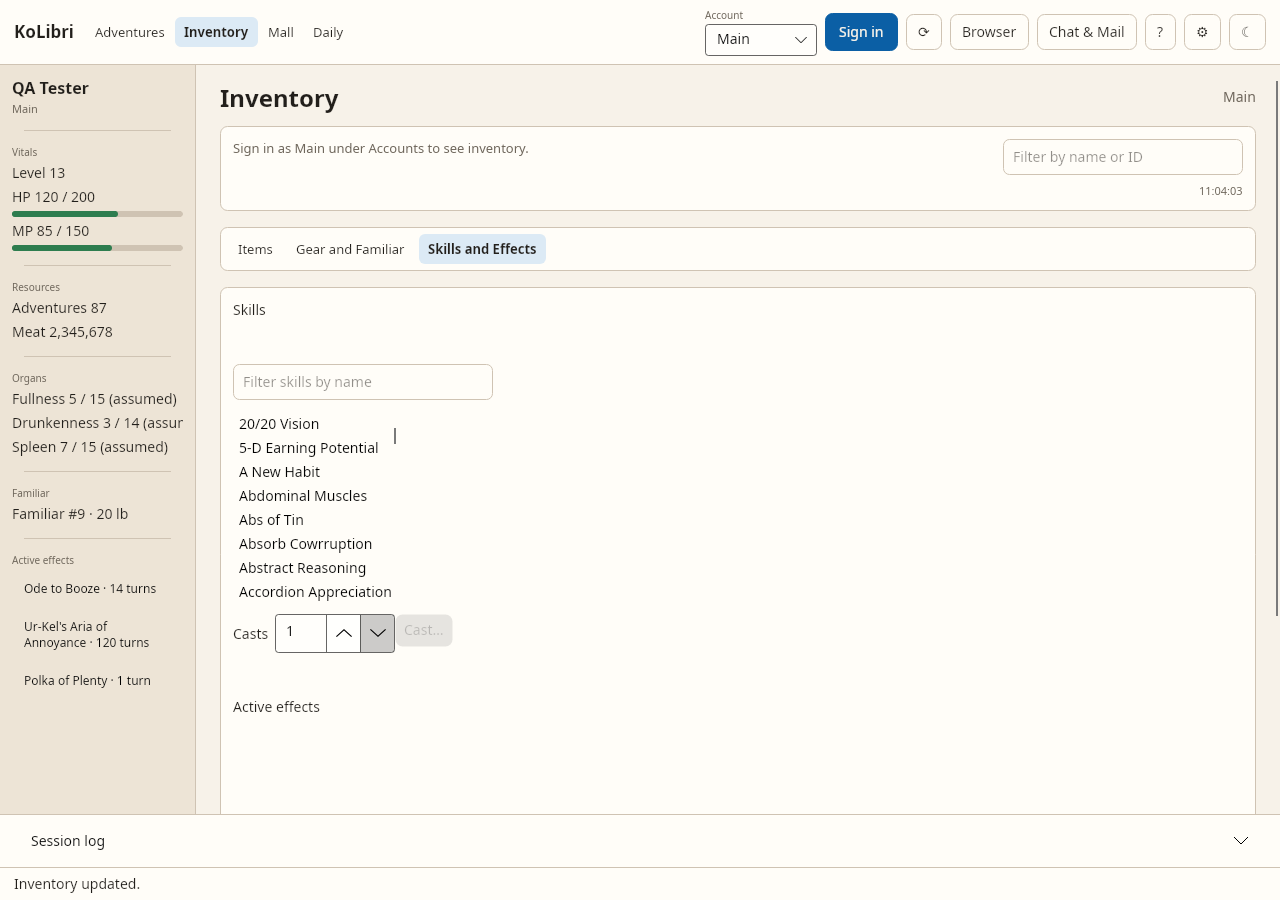 KoLibri
Adventures
Inventory
Mall
Daily
Account
Main
Sign in
Browser
Chat & Mail
?
QA Tester
Main
Vitals
Level 13
HP 120 / 200
MP 85 / 150
Resources
Adventures 87
Meat 2,345,678
Organs
Fullness 5 / 15 (assumed)
Drunkenness 3 / 14 (assur
Spleen 7 / 15 (assumed)
Familiar
Familiar #9 · 20 lb
Active effects
Ode to Booze · 14 turns
Ur-Kel's Aria of
Annoyance · 120 turns
Polka of Plenty · 1 turn
Inventory
Main
Sign in as Main under Accounts to see inventory.
Filter by name or ID
11:04:03
Items
Gear and Familiar
Skills and Effects
Skills
Filter skills by name
20/20 Vision
5-D Earning Potential
A New Habit
Abdominal Muscles
Abs of Tin
Absorb Cowrruption
Abstract Reasoning
Accordion Appreciation
Casts
1
Cast...
Active effects
Session log
Inventory updated.